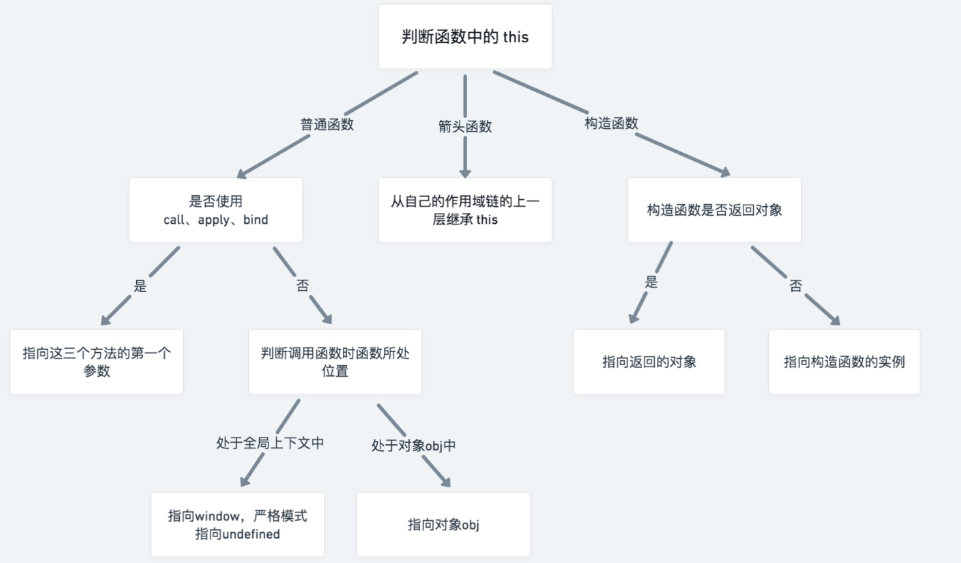 判断函数中的 this
普通函数
箭头函数
构造函数
是否使用
call、apply、bind
从自己的作用域链的上一
层继承 this
构造函数是否返回对象
是
否
是
否
指向这三个方法的第一个
参数
判断调用函数时函数所处
位置
指向返回的对象
指向构造函数的实例
处于全局上下文中
处于对象obj中
指向window，严格模式
指向undefined
指向对象obj